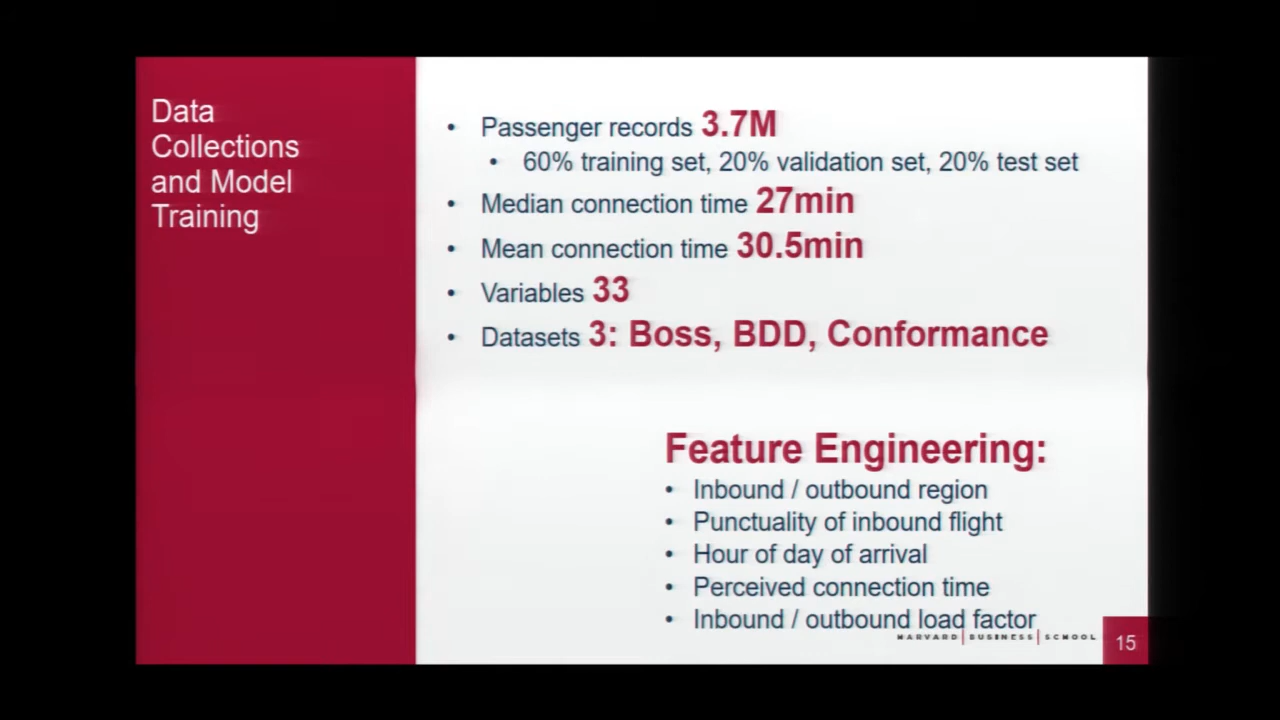 Data
Collections
and Model
Training
• Passenger records 3.7M
• 60% training set, 20% validation set, 20% test set
• Median connection time 27min
• Mean connection time 30.5min
• Variables 33
• Datasets 3: Boss, BDD, Conformance
Feature Engineering:
• Inbound / outbound region
• Punctuality of inbound flight
• Hour of day of arrival
• Perceived connection time
• Inbound / outbound load factor
HARVARD | BUSINESS | SCHOOL
15